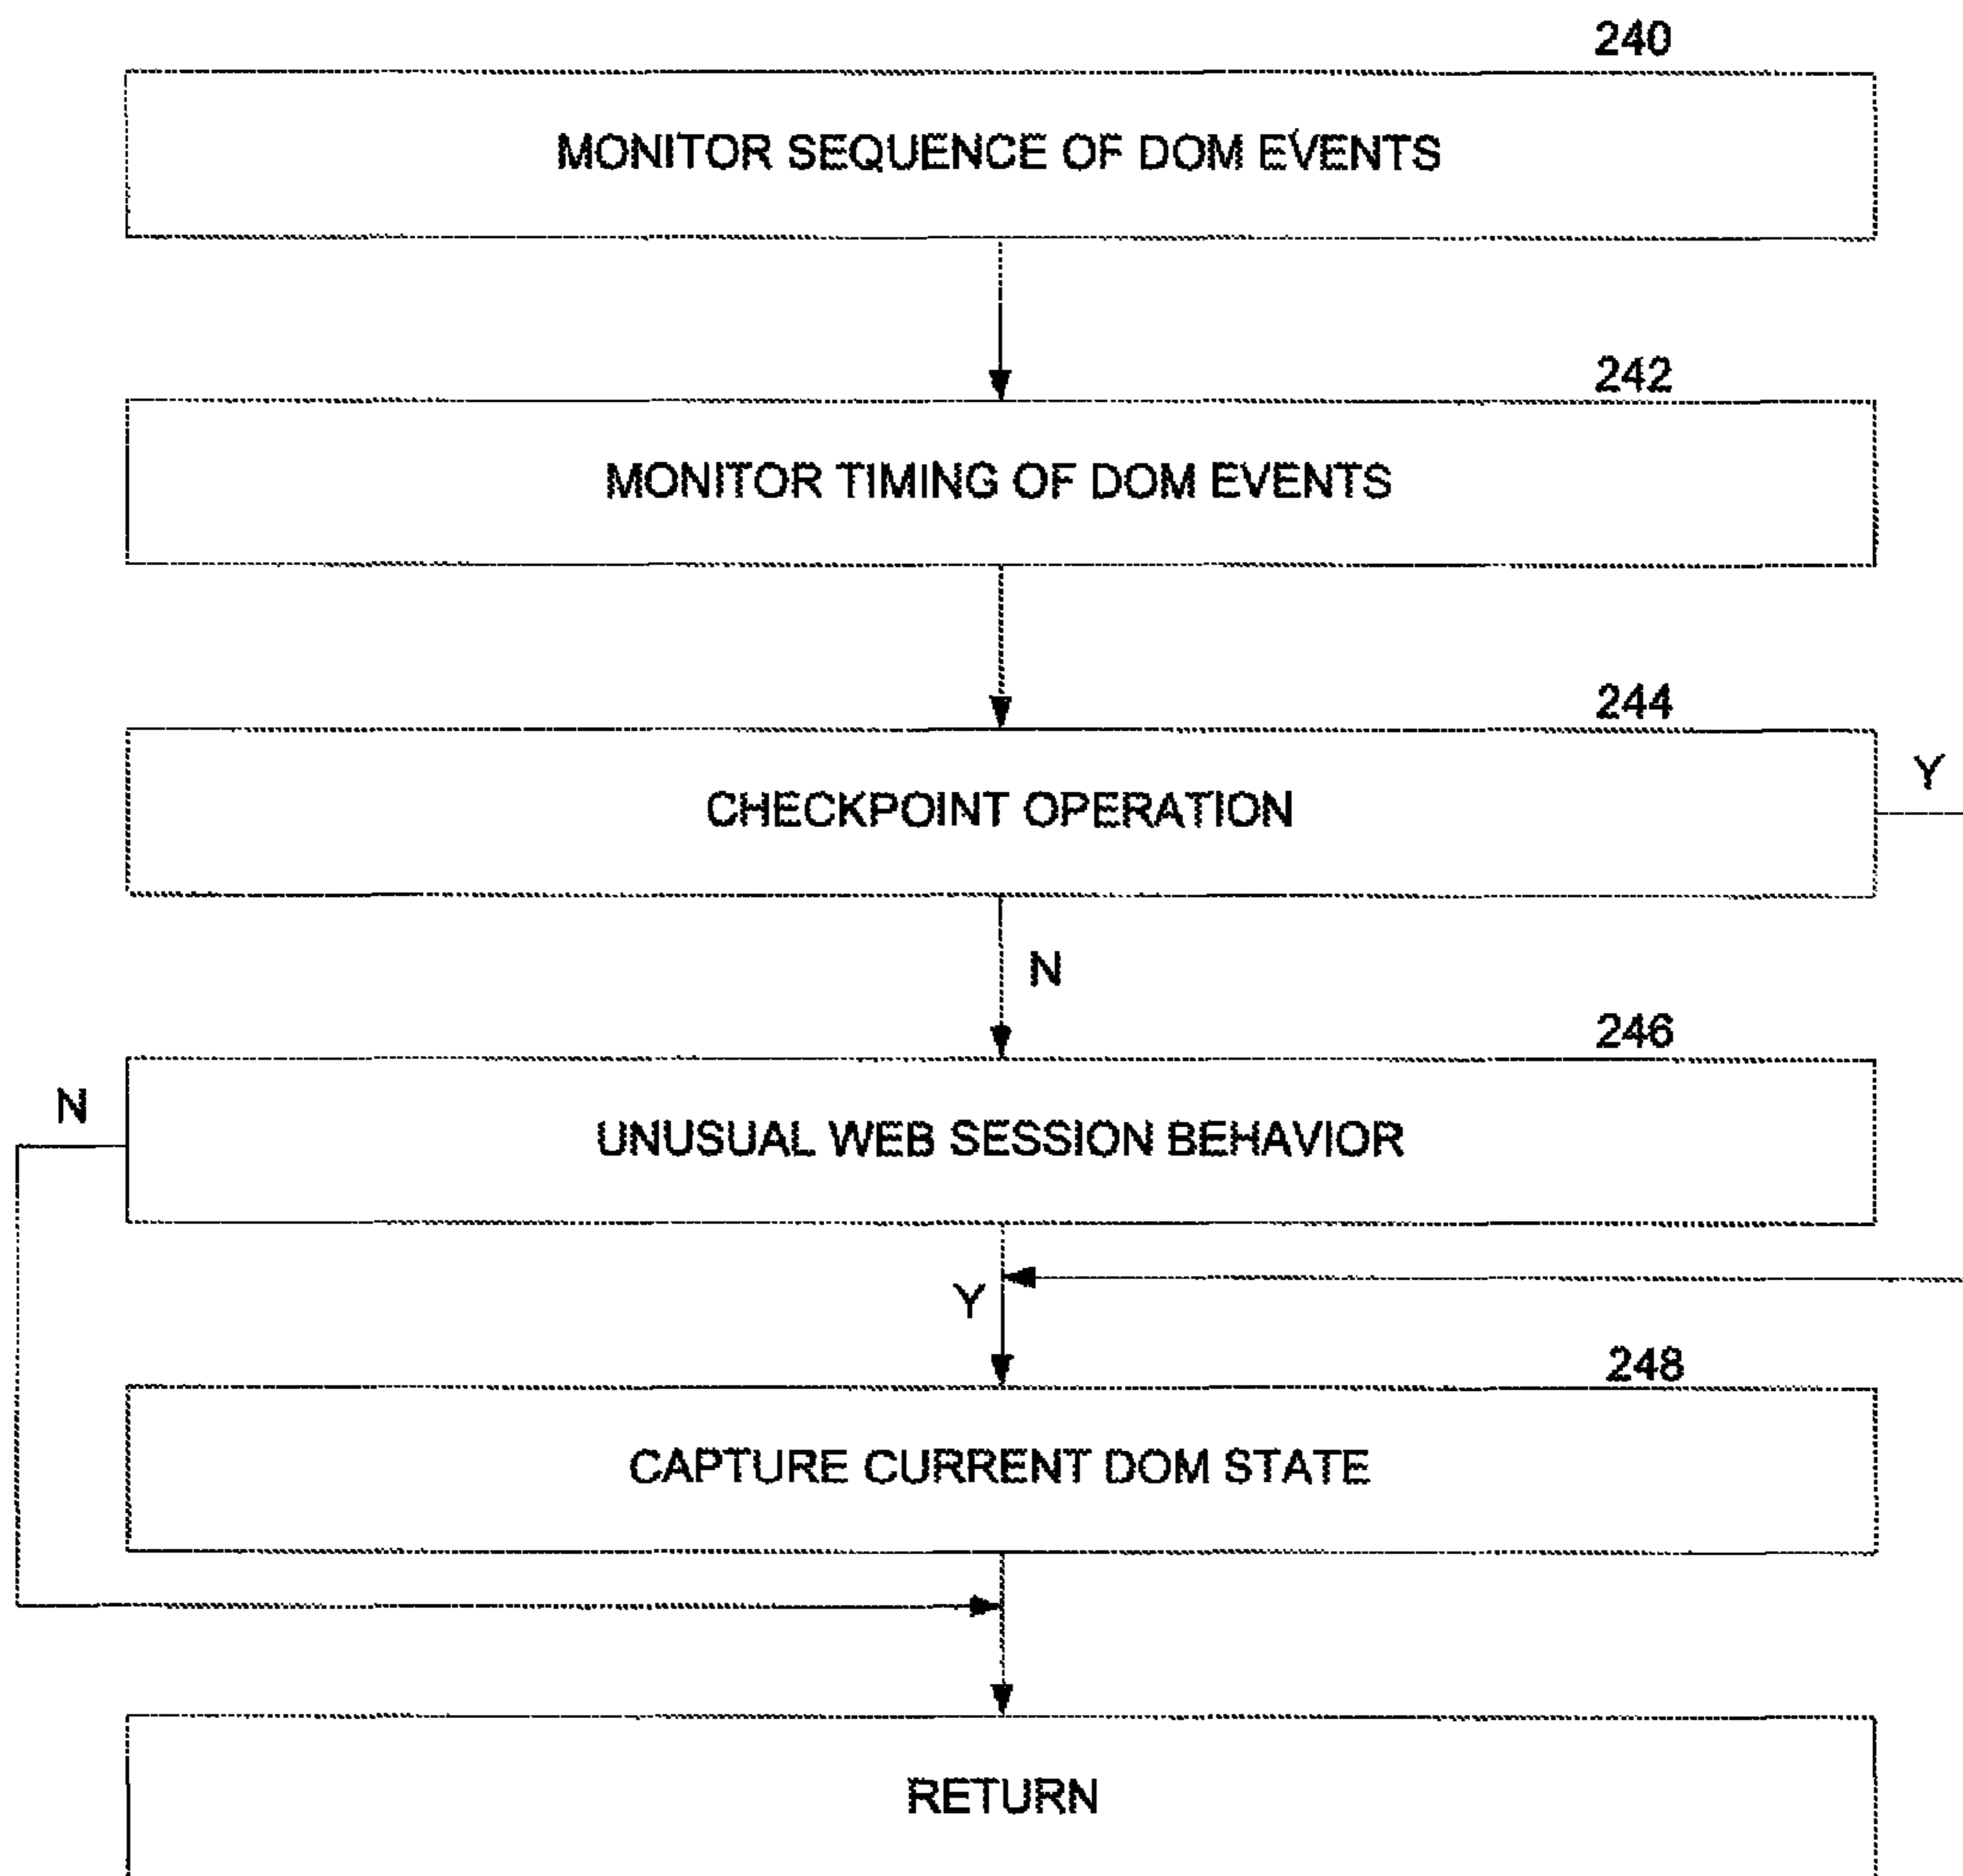 240
MONITOR SEQUENCE OF DOM EVENTS
242
MONITOR TIMING OF DOM EVENTS
244
CHECKPOINT OPERATION
Y
N
246
N
UNUSUAL WEB SESSION BEHAVIOR
Y
248
CAPTURE CURRENT DOM STATE
RETURN